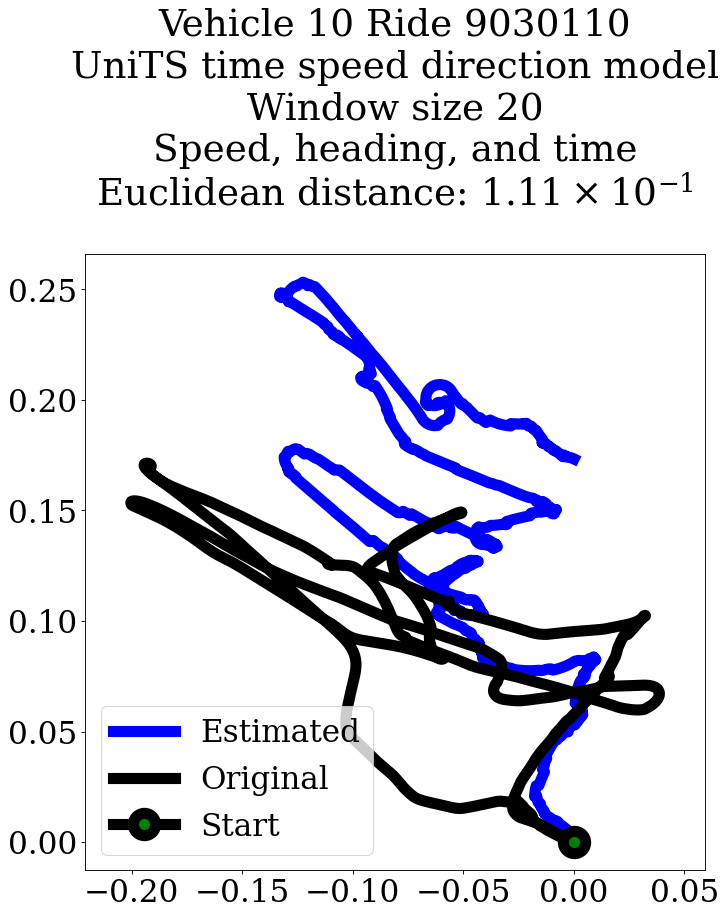 Vehicle 10 Ride 9030110
UniTS time speed direction model
Window size 20
Speed, heading, and time
Euclidean distance: 1.11 × 10⁻¹
0.25
0.20
0.15
0.10
0.05
0.00
Estimated
Original
Start
−0.20 −0.15 −0.10 −0.05 0.00 0.05